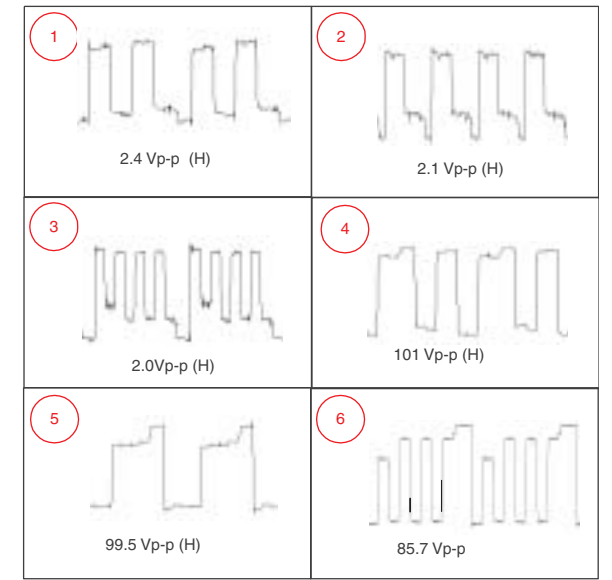 1
2.4 Vp-p (H)
2
2.1 Vp-p (H)
3
2.0Vp-p (H)
4
101 Vp-p (H)
5
99.5 Vp-p (H)
6
85.7 Vp-p